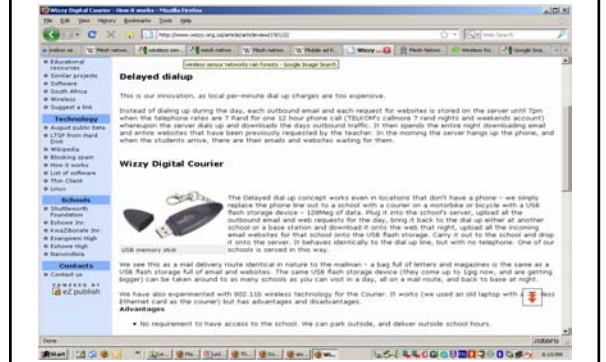 Wizzy Digital Courier - How it works - Mozilla Firefox
File Edit View History Bookmarks Tools Help
http://www.wizzy.org.za/article/articleview/19/1/2/
wireless sensor networks rain forests - Google Image Search
Educational resources
Similar projects
Software
South Africa
Wireless
Suggest a link
Technology
August public beta
LTSP from Hard Disk
Wikipedia
Blocking spam
How it works
List of software
Thin Client
Linux
Schools
Shuttleworth Foundation
Eshowe Jnr.
KwaZibonele Jnr.
Esangweni High
Eshowe High
Contacts
Contact us
POWERED BY
eZ publish
Delayed dialup
This is our innovation, as local per-minute dial up charges are too expensive.
Instead of dialing up during the day, each outbound email and each request for websites is stored on the server until 7pm
when the telephone rates are 7 Rand for one 12 hour phone call (TELKOM's callmore 7 rand nights and weekends account)
whereupon the server dials up and downloads the days outbound traffic. It then spends the entire night downloading email
and entire websites that have been previously requested by the teacher. In the morning the server hangs up the phone, and
when the students arrive, there are their emails and websites waiting for them.
Wizzy Digital Courier
The Delayed dial up concept works even in locations that don't have a phone - we simply
replace the phone line out to a school with a courier on a motorbike or bicycle with a USB
flash storage device - 128Meg of data. Plug it into the school's server, upload all the
outbound email and web requests for the day, bring it back to the dial up either at another
school or a base station and download it onto the web that night, upload all the incoming
email websites for that school onto the USB Flash storage. Carry it out to the school and drop
it onto the server. It behaves identically to the dial up line, but with no telephone. One of our
schools is served in this way.
USB memory stick
We see this as a mail delivery route identical in nature to the mailman - a bag full of letters and magazines is the same as a
USB flash storage full of email and websites. The same USB flash storage device (they come up to 1gig now, and are getting
bigger) can be taken around to as many schools as you can visit in a day, all on a mail route, and back to base at night.
We have also experimented with 802.11b wireless technology for the Courier. It works (we used an old laptop with a
Ethernet card as the courier) but has advantages and disadvantages.
Advantages
No requirement to have access to the school. We can park outside, and deliver outside school hours.
Done
zotero
Start